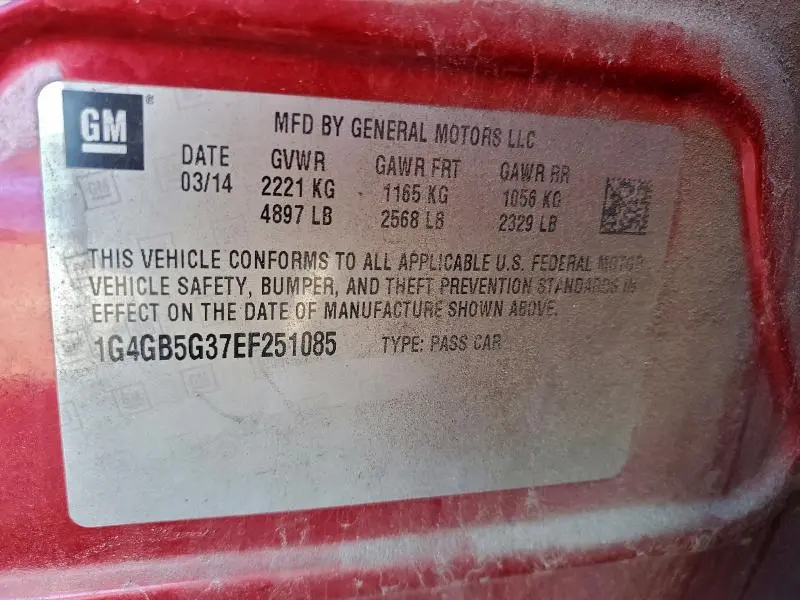 GM®
MFD BY GENERAL MOTORS LLC
DATE GVWR GAWR FRT GAWR RR
03/14 2221 KG 1165 KG 1056 KG
4897 LB 2568 LB 2329 LB
THIS VEHICLE CONFORMS TO ALL APPLICABLE U.S. FEDERAL MOTOR
VEHICLE SAFETY, BUMPER, AND THEFT PREVENTION STANDARDS IN
EFFECT ON THE DATE OF MANUFACTURE SHOWN ABOVE.
1G4GB5G37EF251085 TYPE: PASS CAR